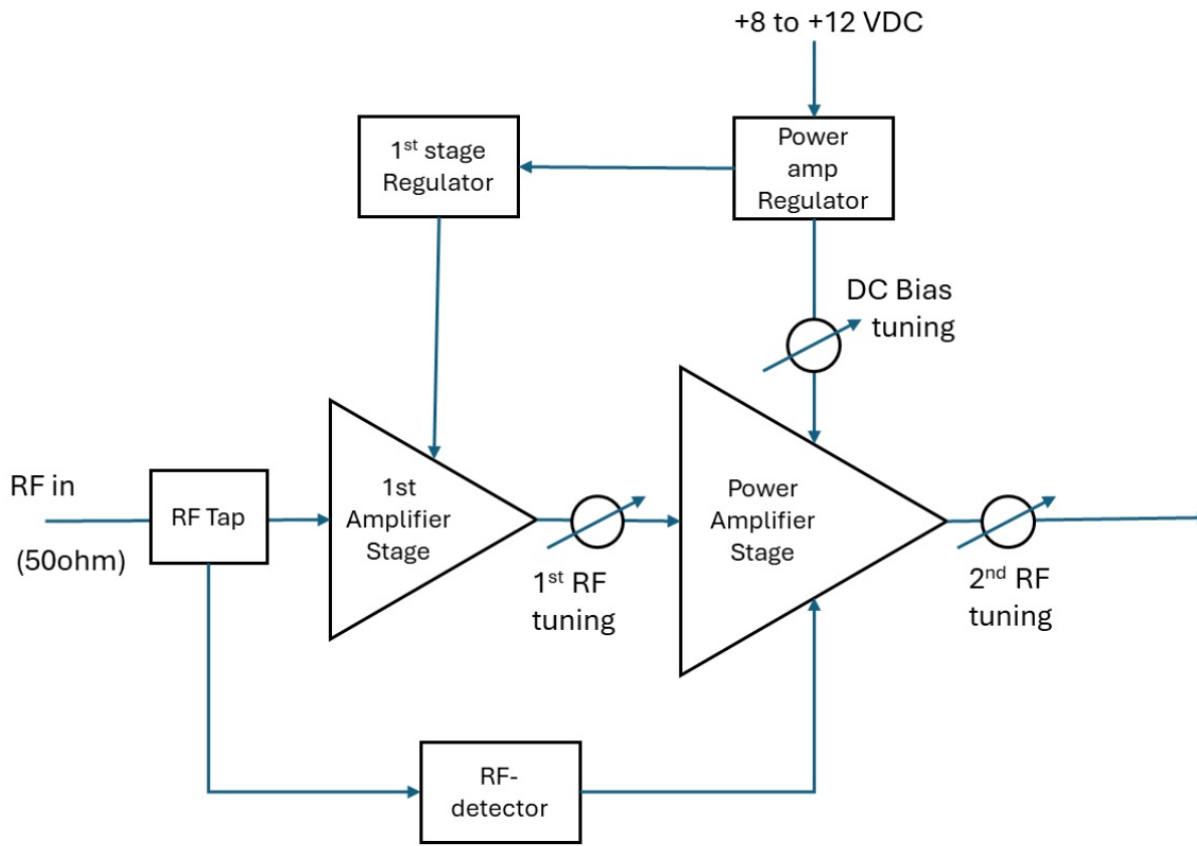 +8 to +12 VDC
1st stage
Regulator
Power
amp
Regulator
DC Bias
tuning
RF in
(50ohm)
RF Tap
1st
Amplifier
Stage
1st RF
tuning
Power
Amplifier
Stage
2nd RF
tuning
RF-
detector